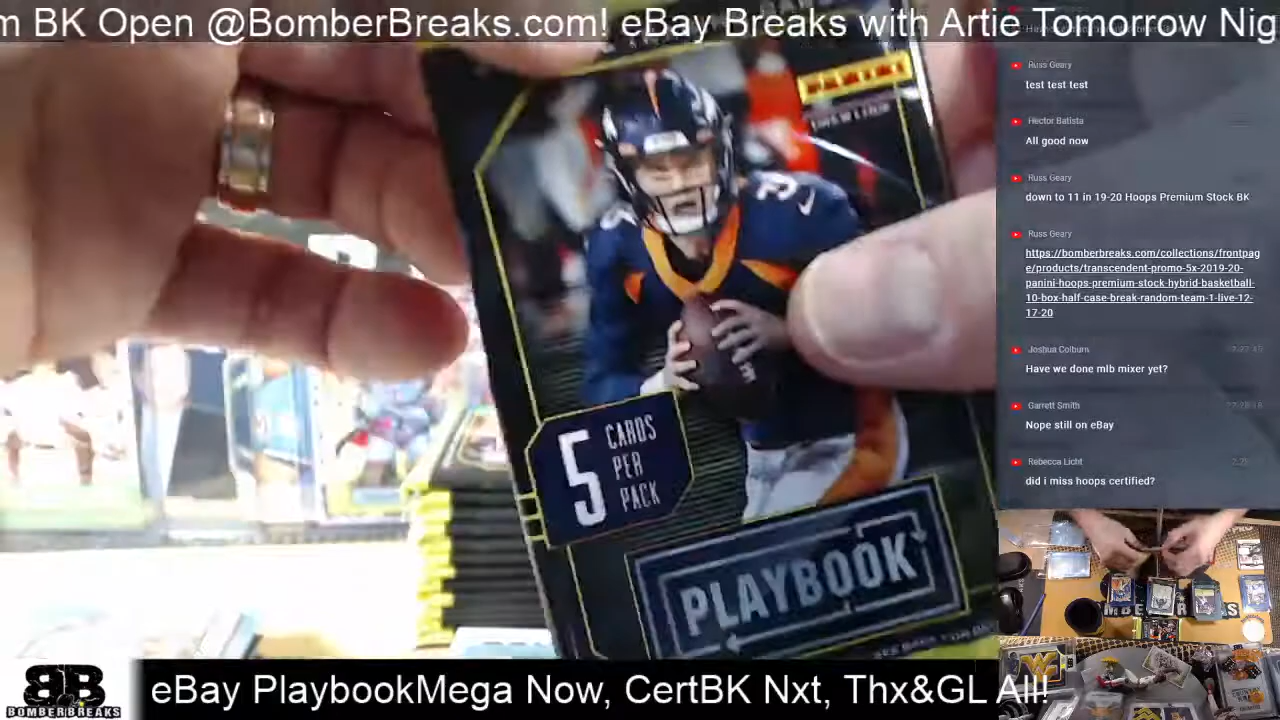 m BK Open @BomberBreaks.com! eBay Breaks with Artie Tomorrow Nig
PANINI
3
5
CARDS
PER
PACK
PLAYBOOK
Russ Geary
test test test
Hector Batista
All good now
Russ Geary
down to 11 in 19-20 Hoops Premium Stock BK
Russ Geary
https://bomberbreaks.com/collections/frontpag
e/products/transcendent-promo-5x-2019-20-
panini-hoops-premium-stock-hybrid-basketball-
10-box-half-case-break-random-team-1-live-12-
17-20
Joshua Colburn
Have we done mlb mixer yet?
Garrett Smith
Nope still on eBay
Rebecca Licht
did i miss hoops certified?
BB
BOMBERBREAKS
eBay PlaybookMega Now, CertBK Nxt, Thx&GL All!